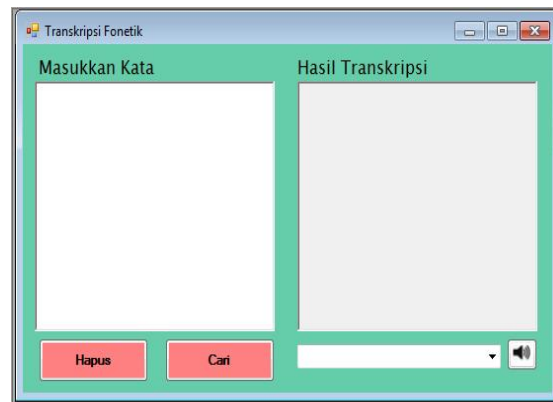 Transkripsi Fonetik
Masukkan Kata
Hasil Transkripsi
Hapus
Cari